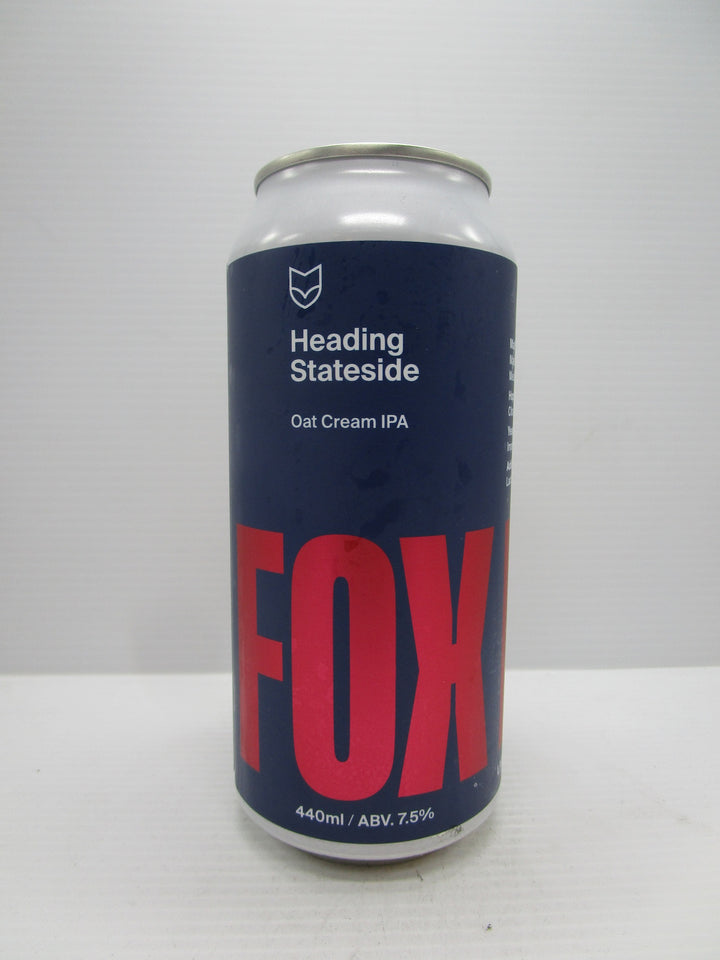 Heading
Stateside
Oat Cream IPA
FOX
440ml / ABV. 7.5%